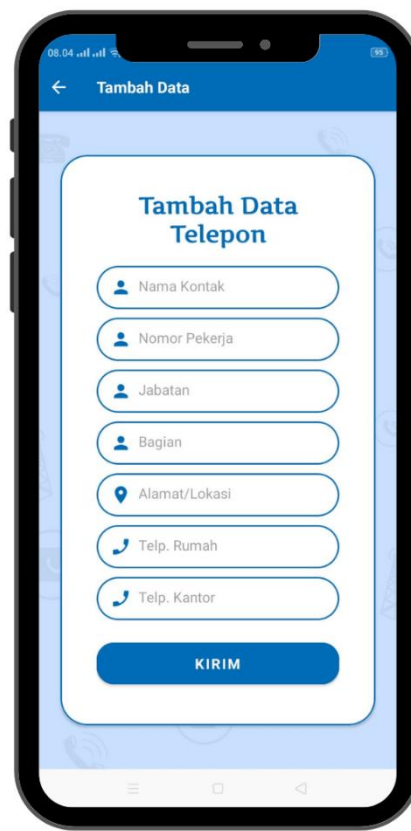 08.04
95
Tambah Data
Tambah Data
Telepon
Nama Kontak
Nomor Pekerja
Jabatan
Bagian
Alamat/Lokasi
Telp. Rumah
Telp. Kantor
KIRIM